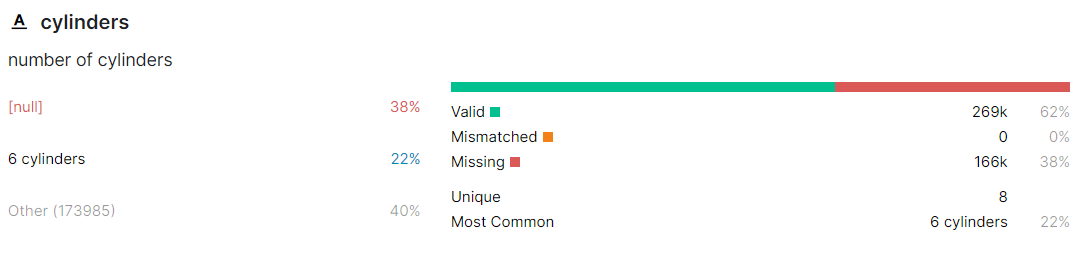 A cylinders
number of cylinders
[null] 38%
6 cylinders 22%
Other (173985) 40%
Valid 269k 62%
Mismatched 0 0%
Missing 166k 38%
Unique 8
Most Common 6 cylinders 22%